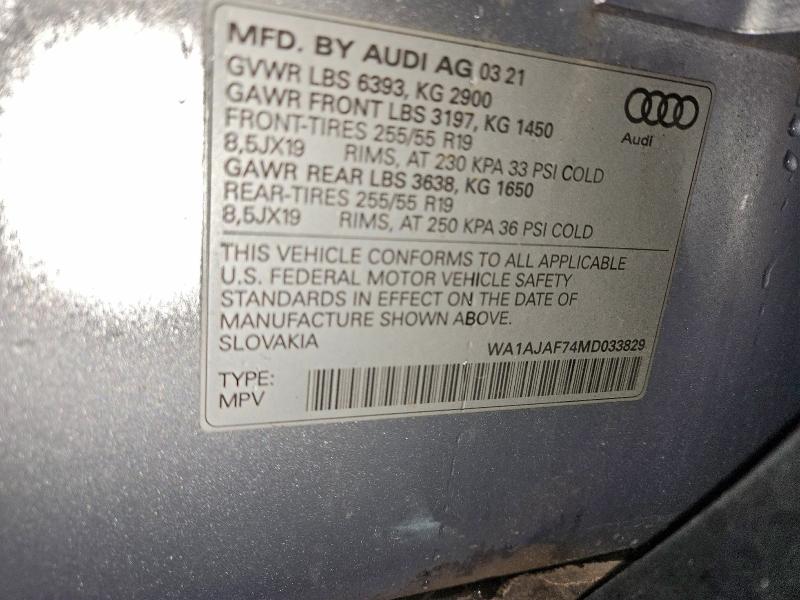 MFD. BY AUDI AG 03 21
GVWR LBS 6393, KG 2900
GAWR FRONT LBS 3197, KG 1450
FRONT-TIRES 255/55 R19
8,5JX19 RIMS, AT 230 KPA 33 PSI COLD
GAWR REAR LBS 3638, KG 1650
REAR-TIRES 255/55 R19
8,5JX19 RIMS, AT 250 KPA 36 PSI COLD
Audi
THIS VEHICLE CONFORMS TO ALL APPLICABLE
U.S. FEDERAL MOTOR VEHICLE SAFETY
STANDARDS IN EFFECT ON THE DATE OF
MANUFACTURE SHOWN ABOVE.
SLOVAKIA WA1AJAF74MD033829
TYPE:
MPV